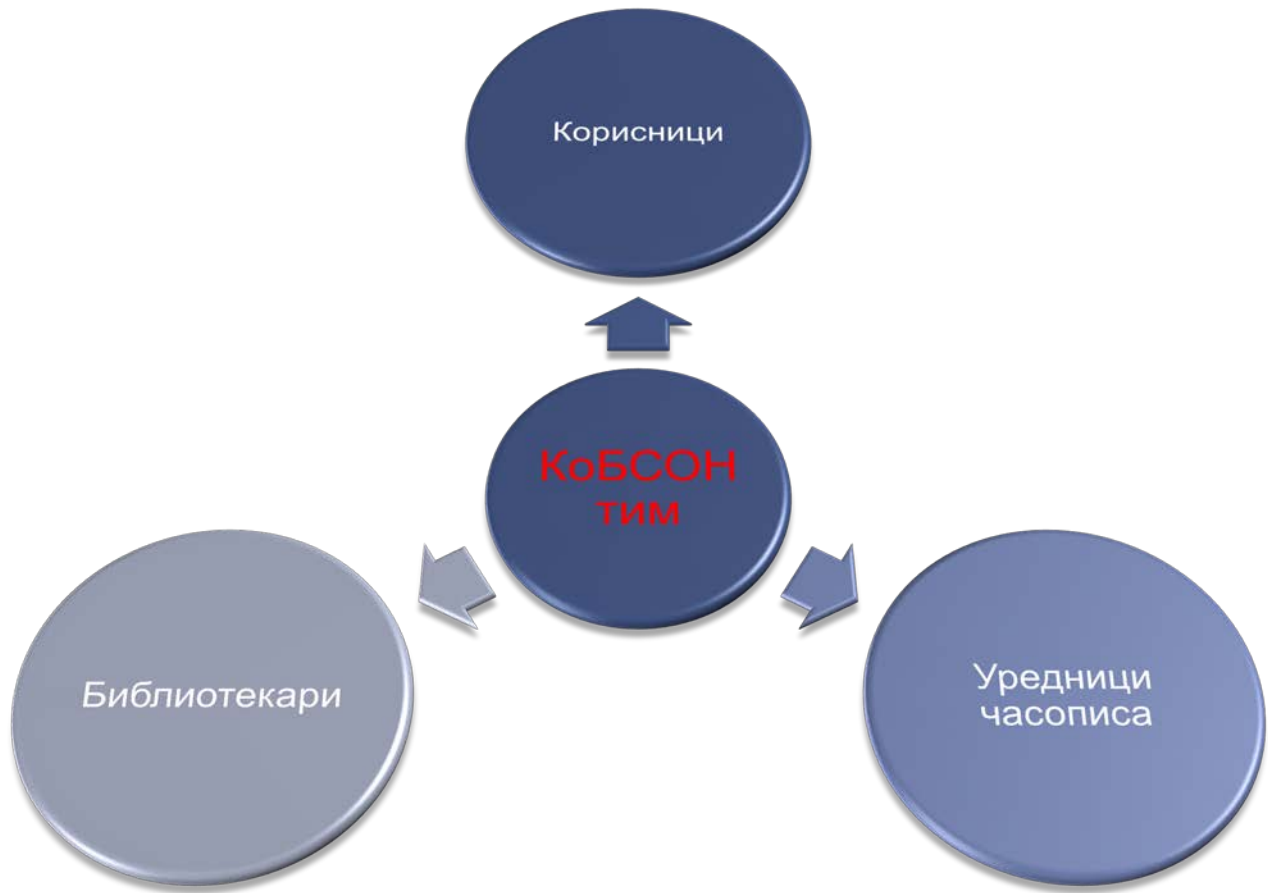 Корисници
КоБСОН
тим
Библиотекари
Уредници
часописа